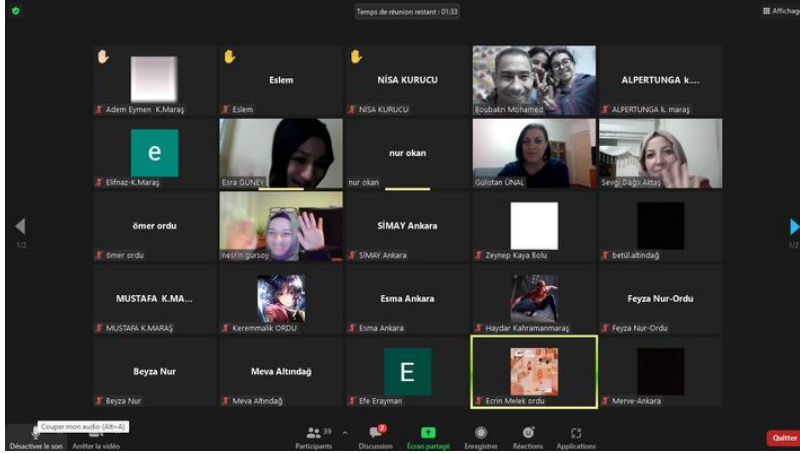 Temps de réunion restant : 01:33
Affichage
Adem Eymen K.Maraş
Eslem
Eslem
NİSA KURUCU
NİSA KURUCU
Boubakri Mohamed
ALPERTUNGA k....
ALPERTUNGA k. maraş
e
Elifnaz-K.Maraş
Esra GÜNEY
nur okan
nur okan
Gülistan ÜNAL
Sevgi Dağlı Aktaş
1/2
ömer ordu
ömer ordu
nesrin gürsoy
SİMAY Ankara
SİMAY Ankara
Zeynep Kaya Bolu
betül.altindağ
1/2
MUSTAFA K.MA...
MUSTAFA K.MARAŞ
Keremmalik ORDU
Esma Ankara
Esma Ankara
Haydar Kahramanmaraş
Feyza Nur-Ordu
Feyza Nur-Ordu
Beyza Nur
Beyza Nur
Meva Altındağ
Meva Altındağ
E
Efe Erayman
Ecrin Melek ordu
Merve-Ankara
Couper mon audio (Alt+A)
Désactiver le son
Arrêter la vidéo
39
Participants
2
Discussion
Écran partagé
Enregistrer
Réactions
Applications
Quitter